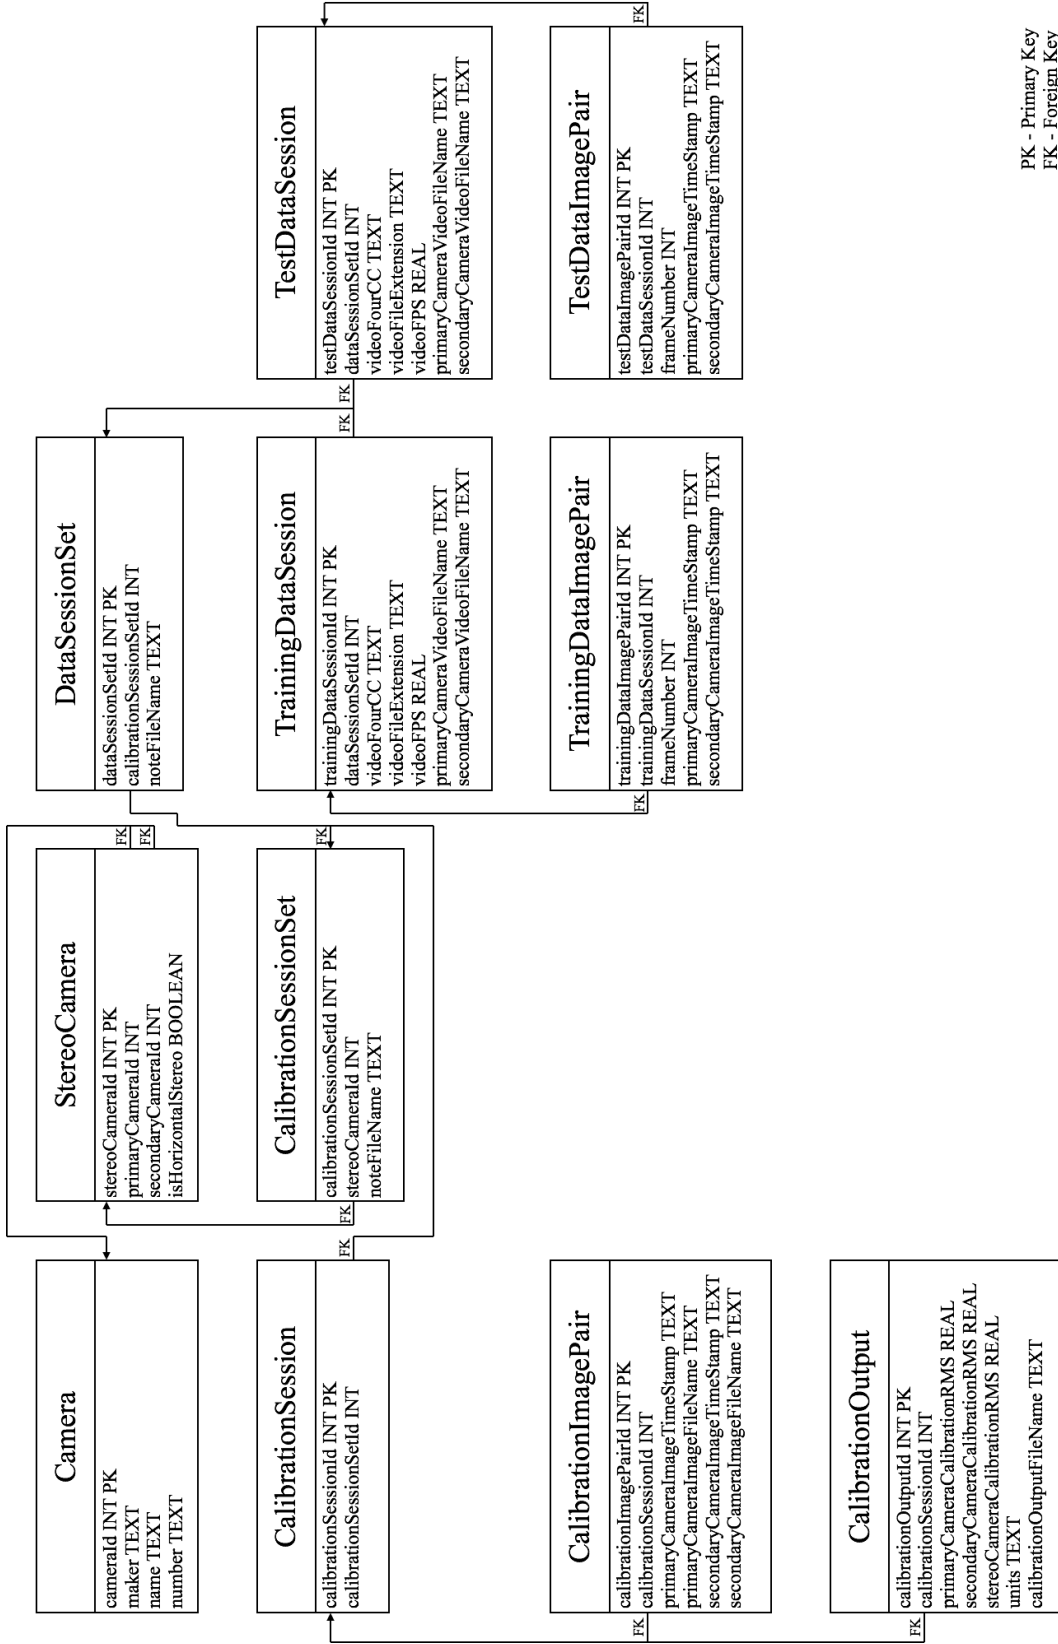 Camera
cameraId INT PK
maker TEXT
name TEXT
number TEXT
StereoCamera
stereoCameraId INT PK
primaryCameraId INT
secondaryCameraId INT
isHorizontalStereo BOOLEAN
FK
FK
DataSessionSet
dataSessionSetId INT PK
calibrationSessionSetId INT
noteFileName TEXT
FK
CalibrationSession
calibrationSessionId INT PK
calibrationSessionSetId INT
FK
CalibrationSessionSet
calibrationSessionSetId INT PK
stereoCameraId INT
noteFileName TEXT
FK
TrainingDataSession
trainingDataSessionId INT PK
dataSessionSetId INT
videoFourCC TEXT
videoFileExtension TEXT
videoFPS REAL
primaryCameraVideoFileName TEXT
secondaryCameraVideoFileName TEXT
FK
FK
TestDataSession
testDataSessionId INT PK
dataSessionSetId INT
videoFourCC TEXT
videoFileExtension TEXT
videoFPS REAL
primaryCameraVideoFileName TEXT
secondaryCameraVideoFileName TEXT
CalibrationImagePair
calibrationImagePairId INT PK
calibrationSessionId INT
primaryCameraImageTimeStamp TEXT
primaryCameraImageFileName TEXT
secondaryCameraImageTimeStamp TEXT
secondaryCameraImageFileName TEXT
FK
TrainingDataImagePair
trainingDataImagePairId INT PK
trainingDataSessionId INT
frameNumber INT
primaryCameraImageTimeStamp TEXT
secondaryCameraImageTimeStamp TEXT
FK
TestDataImagePair
testDataImagePairId INT PK
testDataSessionId INT
frameNumber INT
primaryCameraImageTimeStamp TEXT
secondaryCameraImageTimeStamp TEXT
FK
CalibrationOutput
calibrationOutputId INT PK
calibrationSessionId INT
primaryCameraCalibrationRMS REAL
secondaryCameraCalibrationRMS REAL
stereoCameraCalibrationRMS REAL
units TEXT
calibrationOutputFileName TEXT
FK
PK - Primary Key
FK - Foreign Key